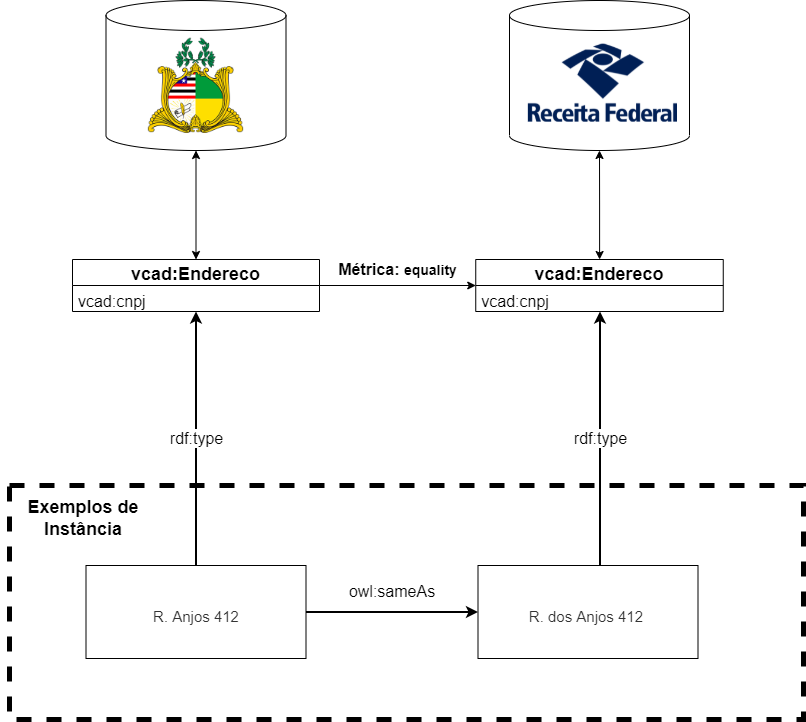 Receita Federal
vcad:Endereco
Métrica: equality
vcad:Endereco
vcad:cnpj
vcad:cnpj
rdf:type
rdf:type
Exemplos de
Instância
R. Anjos 412
owl:sameAs
R. dos Anjos 412